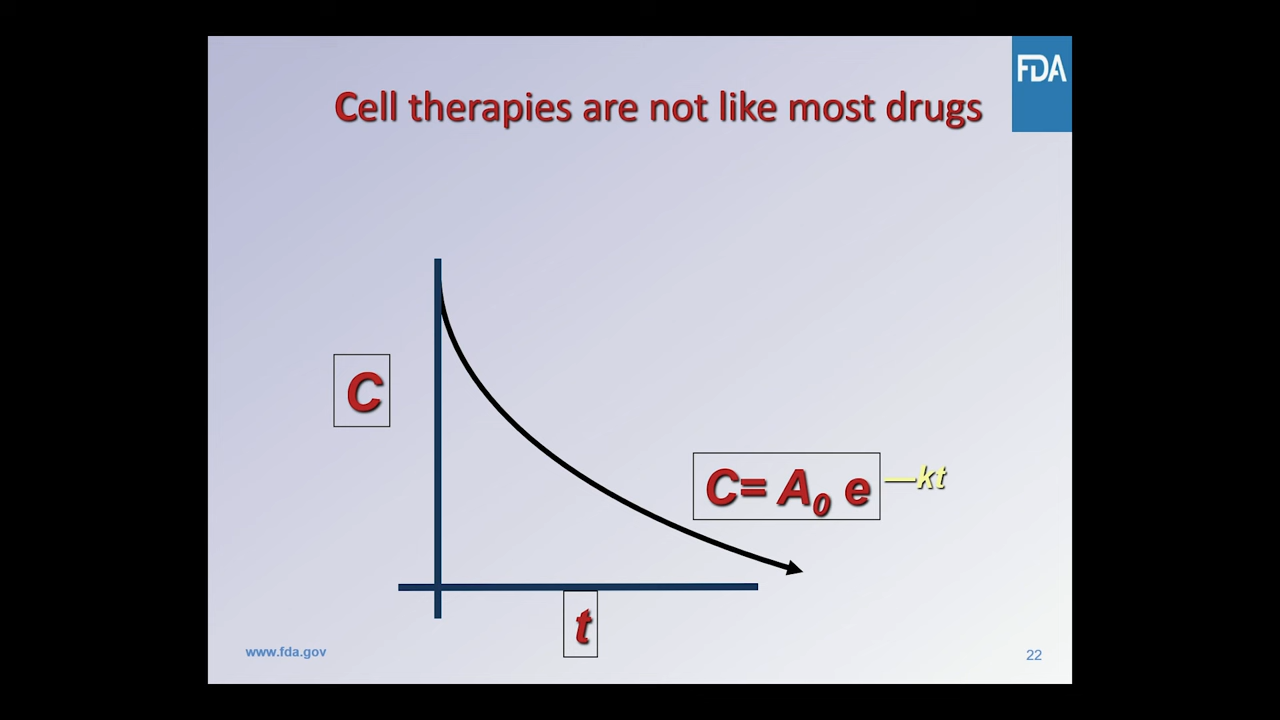 FDA
Cell therapies are not like most drugs
C
C= A₀ e —kt
t
www.fda.gov
22